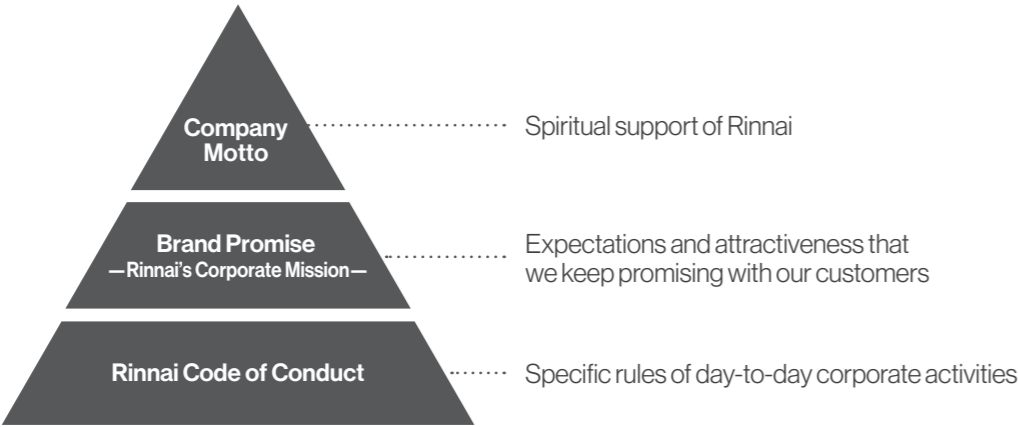 Company
Motto
Spiritual support of Rinnai
Brand Promise
—Rinnai's Corporate Mission—
Expectations and attractiveness that
we keep promising with our customers
Rinnai Code of Conduct
Specific rules of day-to-day corporate activities